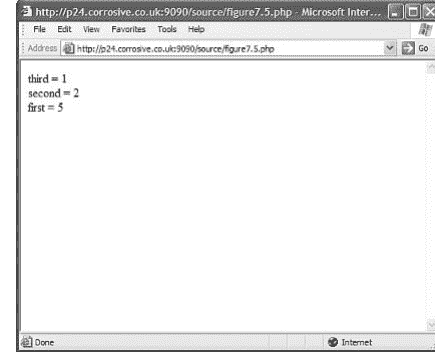 http://p24.corrosive.co.uk:9090/source/figure7.5.php - Microsoft Inter...
File Edit View Favorites Tools Help
Address http://p24.corrosive.co.uk:9090/source/figure7.5.php Go
third = 1
second = 2
first = 5
Done Internet